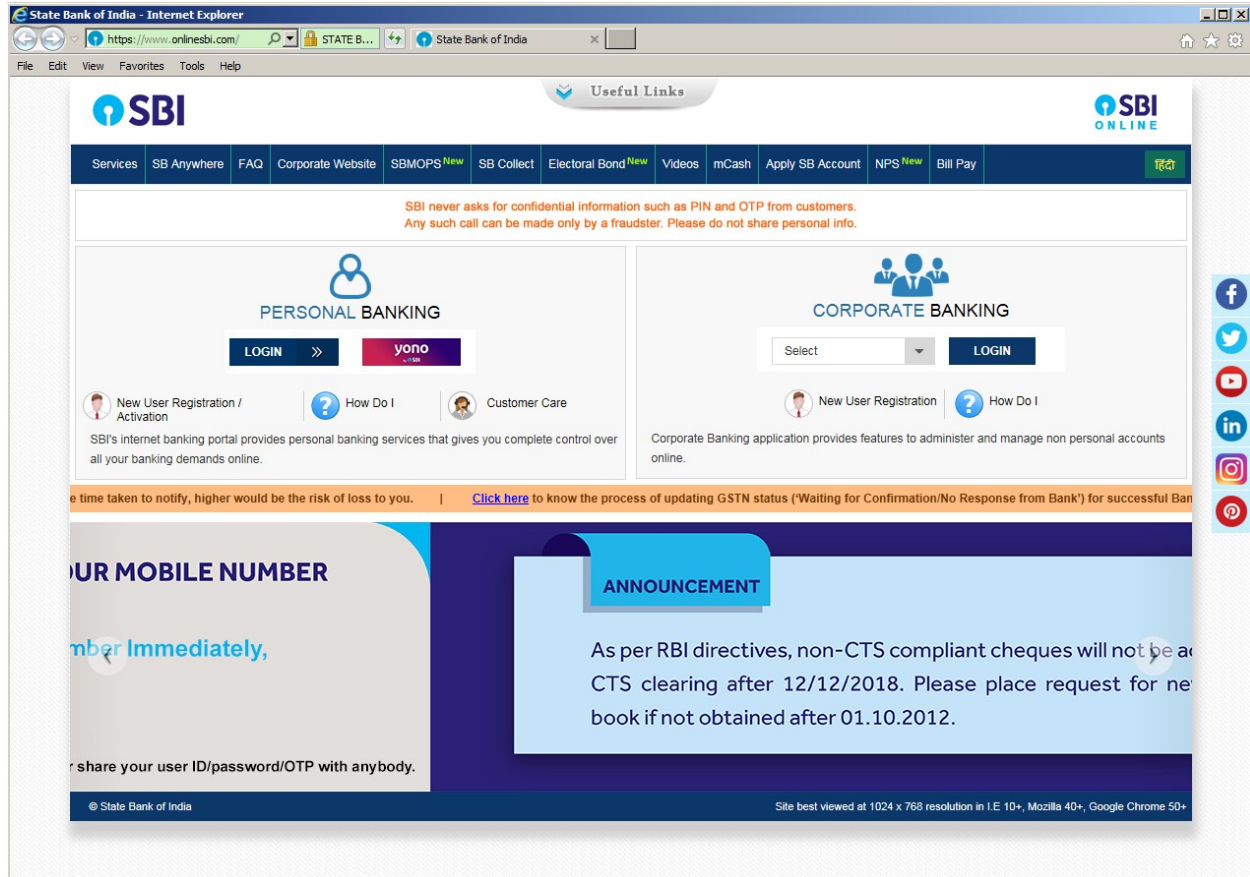 State Bank of India - Internet Explorer
https://www.onlinesbi.com/ STATE B... State Bank of India
File Edit View Favorites Tools Help
Useful Links
SBI
SBI
ONLINE
Services SB Anywhere FAQ Corporate Website SBMOPS New SB Collect Electoral Bond New Videos mCash Apply SB Account NPS New Bill Pay हिंदी
SBI never asks for confidential information such as PIN and OTP from customers.
Any such call can be made only by a fraudster. Please do not share personal info.
PERSONAL BANKING
LOGIN » yono
by SBI
New User Registration /
Activation
How Do I
Customer Care
SBI's internet banking portal provides personal banking services that gives you complete control over
all your banking demands online.
CORPORATE BANKING
Select LOGIN
New User Registration
How Do I
Corporate Banking application provides features to administer and manage non personal accounts
online.
e time taken to notify, higher would be the risk of loss to you. | Click here to know the process of updating GSTN status ('Waiting for Confirmation/No Response from Bank') for successful Ban
OUR MOBILE NUMBER
mber Immediately,
r share your user ID/password/OTP with anybody.
ANNOUNCEMENT
As per RBI directives, non-CTS compliant cheques will not be a
CTS clearing after 12/12/2018. Please place request for ne
book if not obtained after 01.10.2012.
© State Bank of India
Site best viewed at 1024 x 768 resolution in I.E 10+, Mozilla 40+, Google Chrome 50+